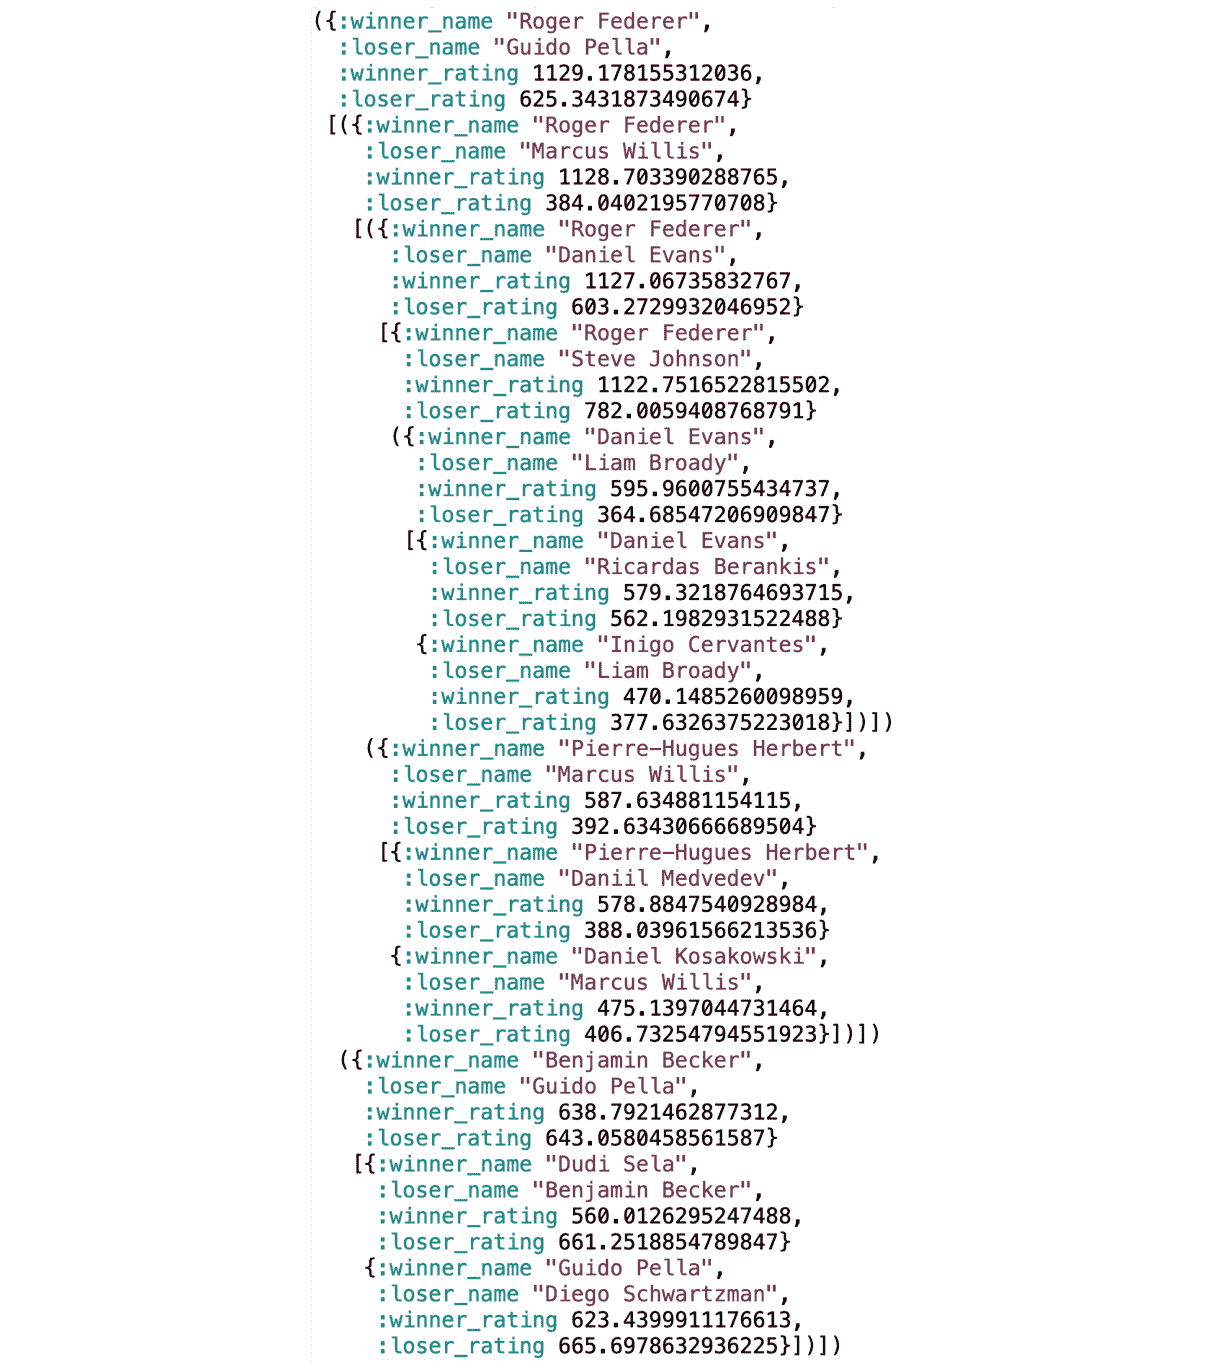 ({:winner_name "Roger Federer",
:loser_name "Guido Pella",
:winner_rating 1129.178155312036,
:loser_rating 625.3431873490674}
[({:winner_name "Roger Federer",
:loser_name "Marcus Willis",
:winner_rating 1128.703390288765,
:loser_rating 384.0402195770708}
[({:winner_name "Roger Federer",
:loser_name "Daniel Evans",
:winner_rating 1127.06735832767,
:loser_rating 603.2729932046952}
[{:winner_name "Roger Federer",
:loser_name "Steve Johnson",
:winner_rating 1122.7516522815502,
:loser_rating 782.0059408768791}
({:winner_name "Daniel Evans",
:loser_name "Liam Broady",
:winner_rating 595.9600755434737,
:loser_rating 364.68547206909847}
[{:winner_name "Daniel Evans",
:loser_name "Ricardas Berankis",
:winner_rating 579.3218764693715,
:loser_rating 562.1982931522488}
{:winner_name "Inigo Cervantes",
:loser_name "Liam Broady",
:winner_rating 470.1485260098959,
:loser_rating 377.6326375223018}])])
({:winner_name "Pierre-Hugues Herbert",
:loser_name "Marcus Willis",
:winner_rating 587.634881154115,
:loser_rating 392.63430666689504}
[{:winner_name "Pierre-Hugues Herbert",
:loser_name "Daniil Medvedev",
:winner_rating 578.8847540928984,
:loser_rating 388.03961566213536}
{:winner_name "Daniel Kosakowski",
:loser_name "Marcus Willis",
:winner_rating 475.1397044731464,
:loser_rating 406.73254794551923}])])
({:winner_name "Benjamin Becker",
:loser_name "Guido Pella",
:winner_rating 638.7921462877312,
:loser_rating 643.0580458561587}
[{:winner_name "Dudi Sela",
:loser_name "Benjamin Becker",
:winner_rating 560.0126295247488,
:loser_rating 661.2518854789847}
{:winner_name "Guido Pella",
:loser_name "Diego Schwartzman",
:winner_rating 623.4399911176613,
:loser_rating 665.6978632936225}])])